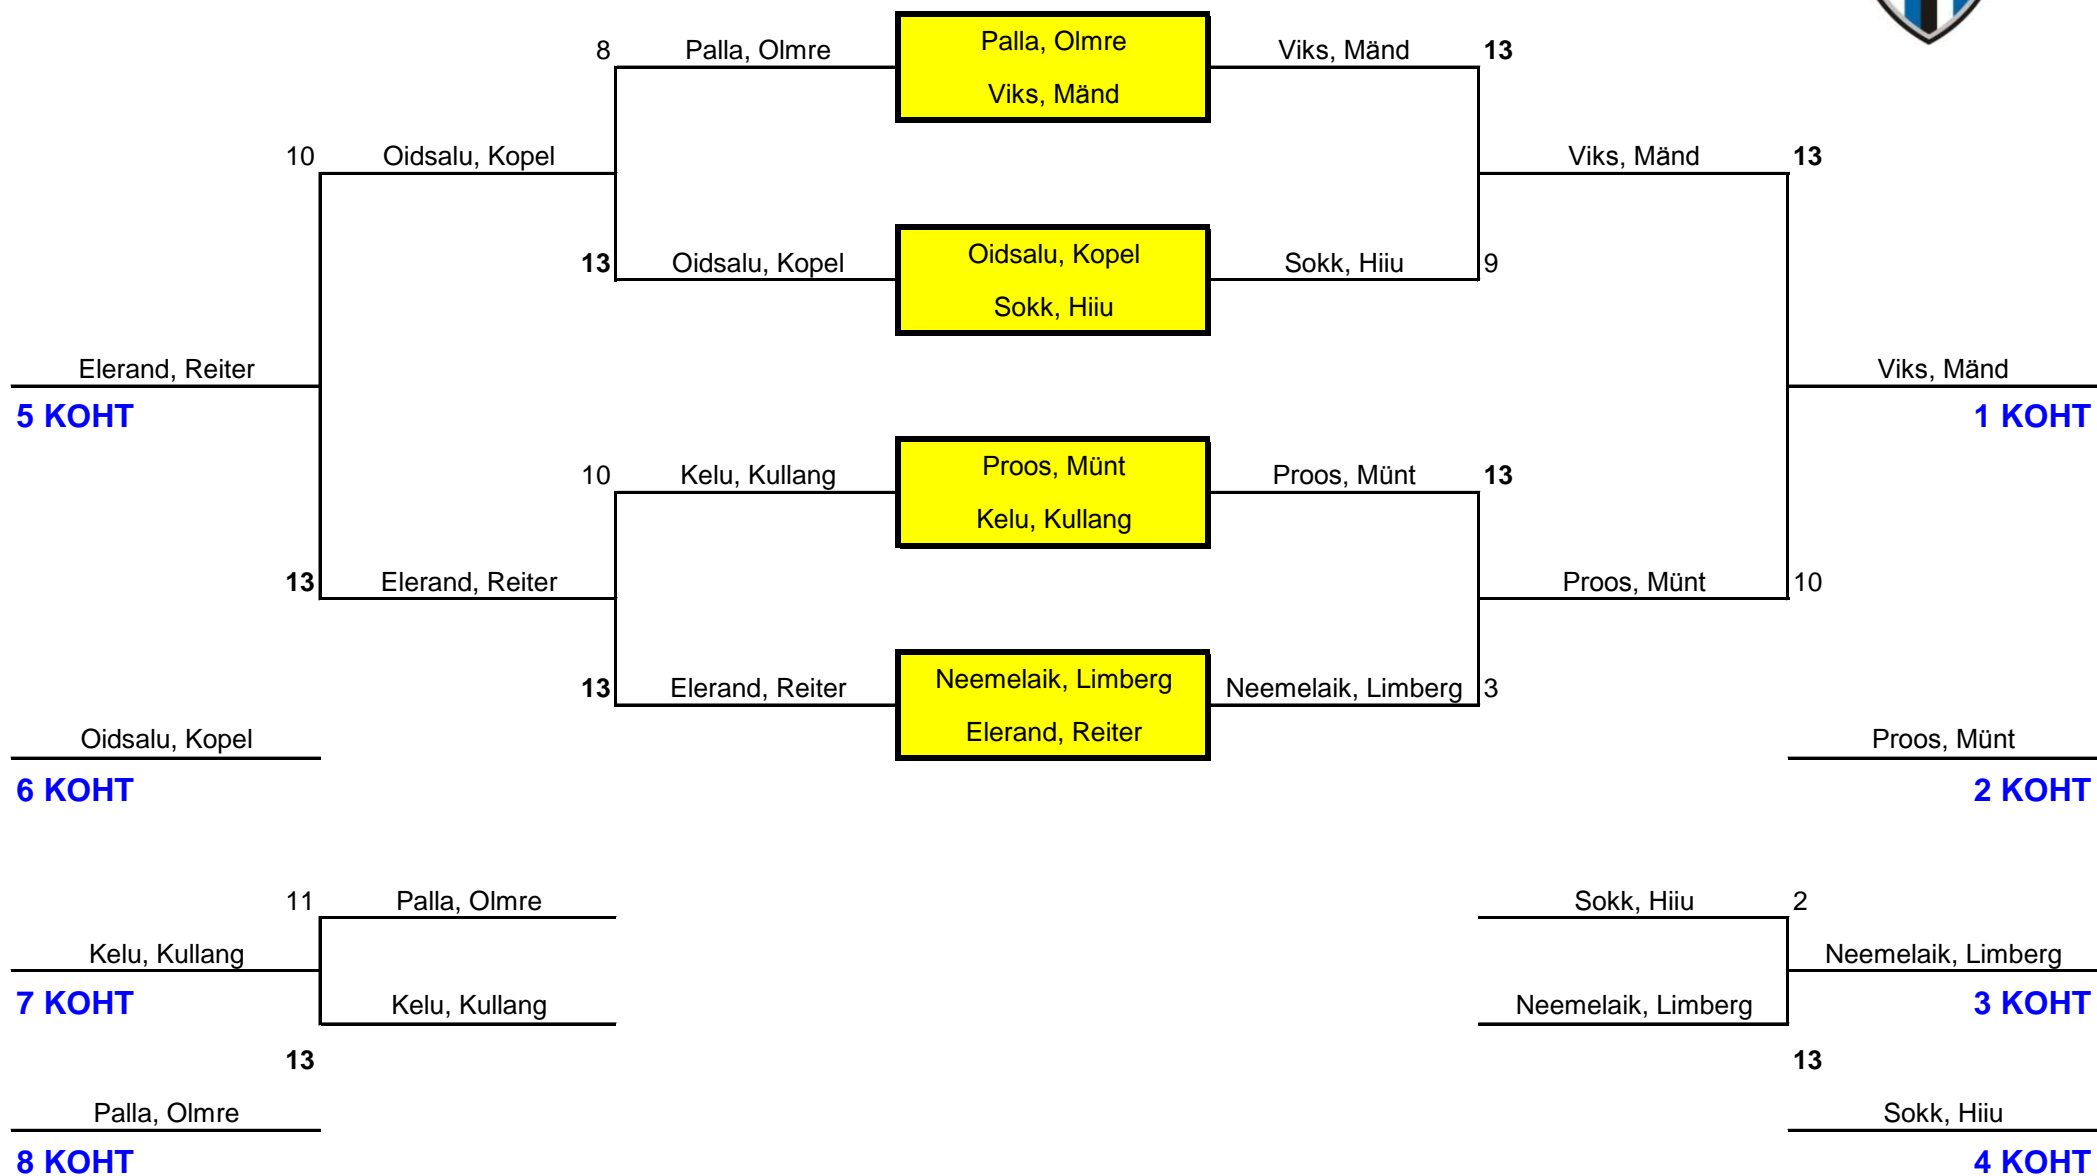 8 Palla, Olmre Palla, Olmre Viks, Mänd 13
Viks, Mänd
10 Oidsalu, Kopel Viks, Mänd 13
13 Oidsalu, Kopel Oidsalu, Kopel Sokk, Hiiu 9
Sokk, Hiiu
Elerand, Reiter Viks, Mänd
5 KOHT 1 KOHT
10 Kelu, Kullang Proos, Münt Proos, Münt 13
Kelu, Kullang
13 Elerand, Reiter Proos, Münt 10
13 Elerand, Reiter Neemelaik, Limberg Neemelaik, Limberg 3
Elerand, Reiter
Oidsalu, Kopel Proos, Münt
6 KOHT 2 KOHT
11 Palla, Olmre Sokk, Hiiu 2
Kelu, Kullang Neemelaik, Limberg
7 KOHT Kelu, Kullang Neemelaik, Limberg 3 KOHT
13 13
Palla, Olmre Sokk, Hiiu
8 KOHT 4 KOHT